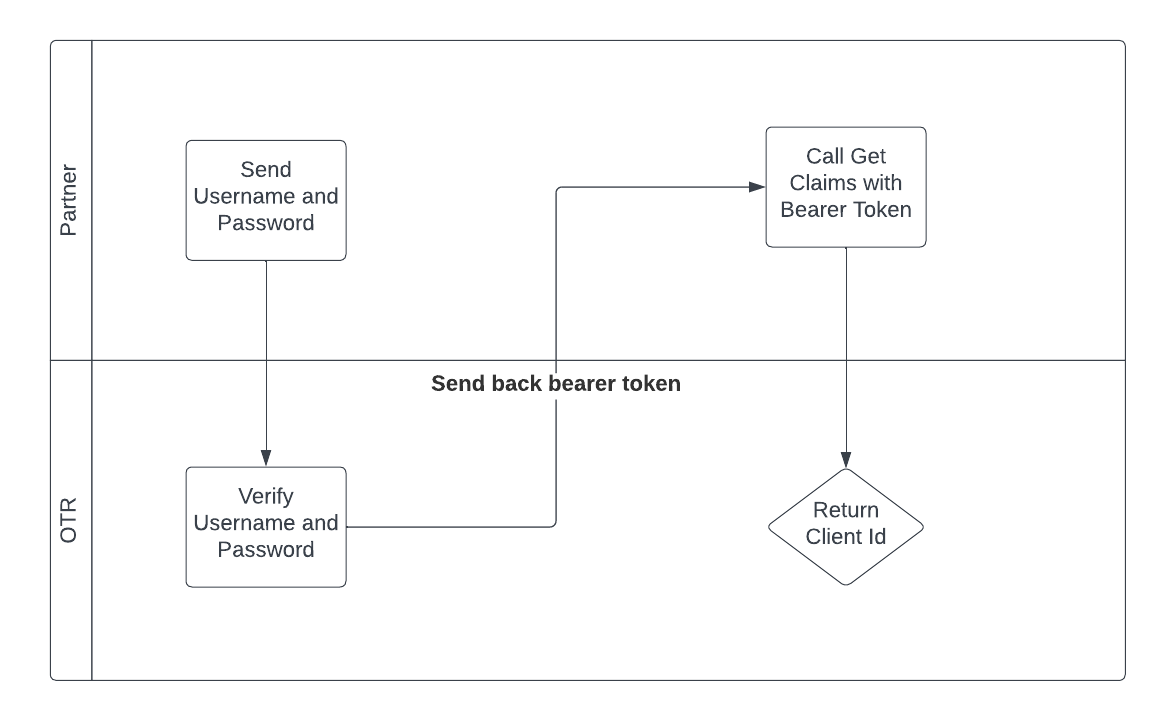 Partner
Send
Username and
Password
Call Get
Claims with
Bearer Token
Send back bearer token
OTR
Verify
Username and
Password
Return
Client Id